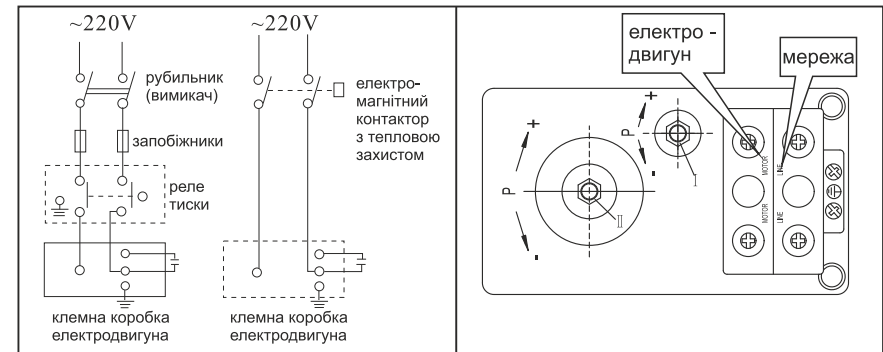 ~220V
~220V
рубильник
(вимикач)
запобіжники
реле
тиски
клемна коробка
електродвигуна
електро-
магнітний
контактор
з тепловою
захистом
клемна коробка
електродвигуна
електро -
двигун
мережа
+
P
-
+
P
-
I
II
MOTOR
LINE
MOTOR
LINE